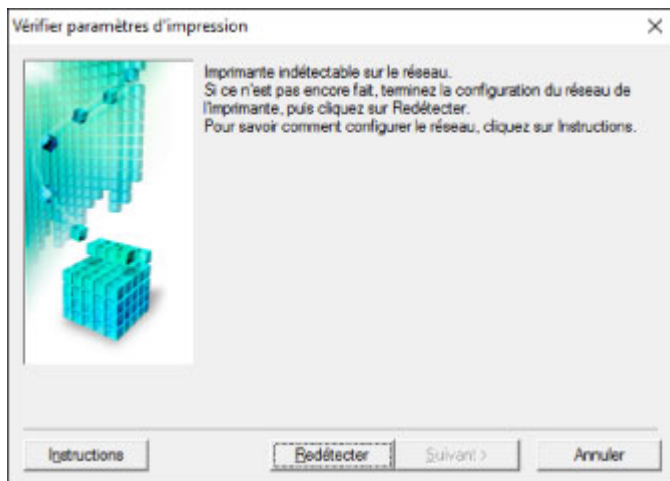 Vérifier paramètres d'impression
Imprimante indétectable sur le réseau.
Si ce n'est pas encore fait, terminez la configuration du réseau de
l'imprimante, puis cliquez sur Redétecter.
Pour savoir comment configurer le réseau, cliquez sur Instructions.
Instructions
Redétecter
Suivant >
Annuler